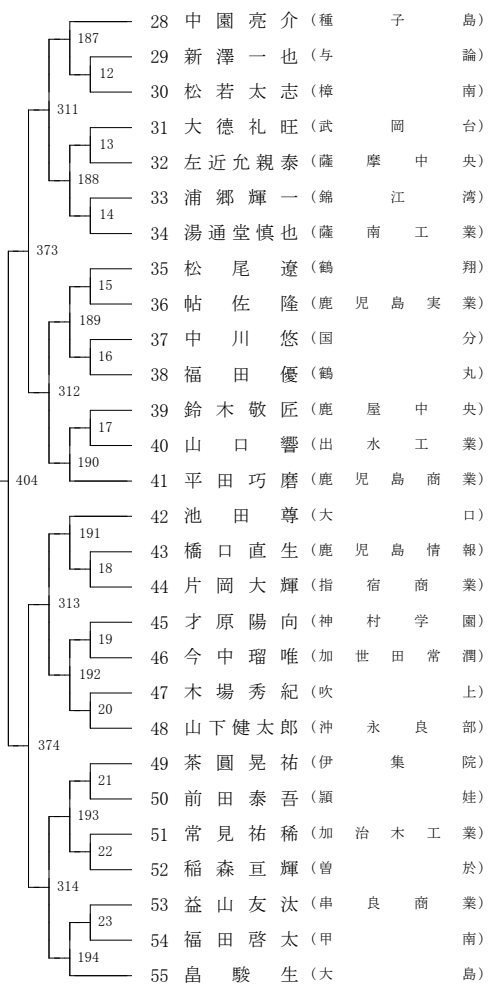 28 中園亮介（種子島）
187
29 新澤一也（与論）
12
30 松若太志（樟南）
311
31 大德礼旺（武岡台）
13
32 左近允親泰（薩摩中央）
188
33 浦郷輝一（錦江湾）
14
34 湯通堂慎也（薩南工業）
373
35 松尾遼（鶴翔）
15
36 帖佐隆（鹿児島実業）
189
37 中川悠（国分）
16
38 福田優（鶴丸）
312
39 鈴木敬匠（鹿屋中央）
17
40 山口響（出水工業）
190
41 平田巧磨（鹿児島商業）
404
42 池田尊（大口）
191
43 橋口直生（鹿児島情報）
18
44 片岡大輝（指宿商業）
313
45 才原陽向（神村学園）
19
46 今中瑠唯（加世田常潤）
192
47 木場秀紀（吹上）
20
48 山下健太郎（沖永良部）
374
49 茶圓晃祐（伊集院）
21
50 前田泰吾（頴娃）
193
51 常見祐稀（加治木工業）
22
52 稲森亘輝（曽於）
314
53 益山友汰（串良商業）
23
54 福田啓太（甲南）
194
55 畠駿生（大島）